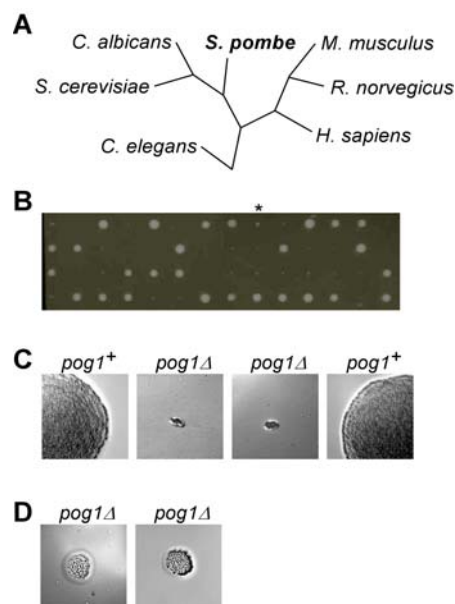 A
C. albicans S. pombe M. musculus
S. cerevisiae R. norvegicus
C. elegans H. sapiens
B
*
C
pog1+ pog1Δ pog1Δ pog1+
D
pog1Δ pog1Δ